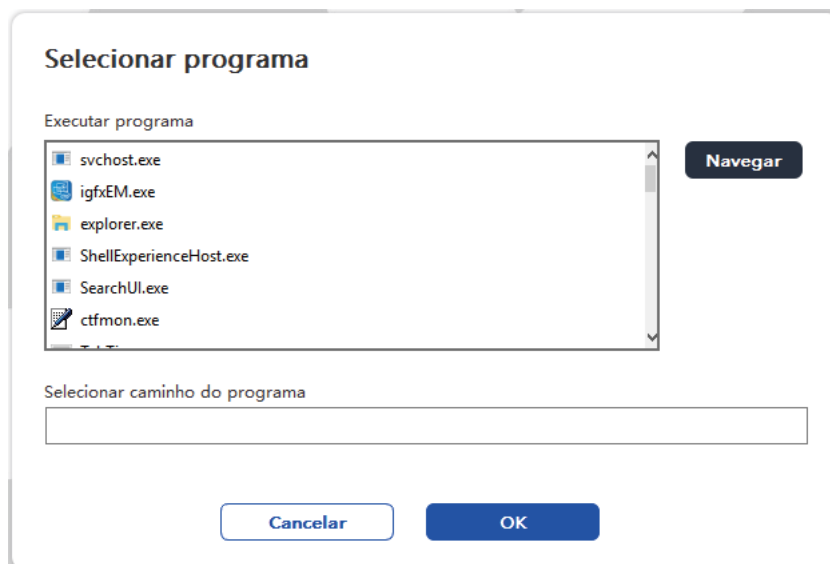 Selecionar programa
Executar programa
svchost.exe
Navegar
igfxEM.exe
explorer.exe
ShellExperienceHost.exe
SearchUI.exe
ctfmon.exe
Selecionar caminho do programa
Cancelar
OK